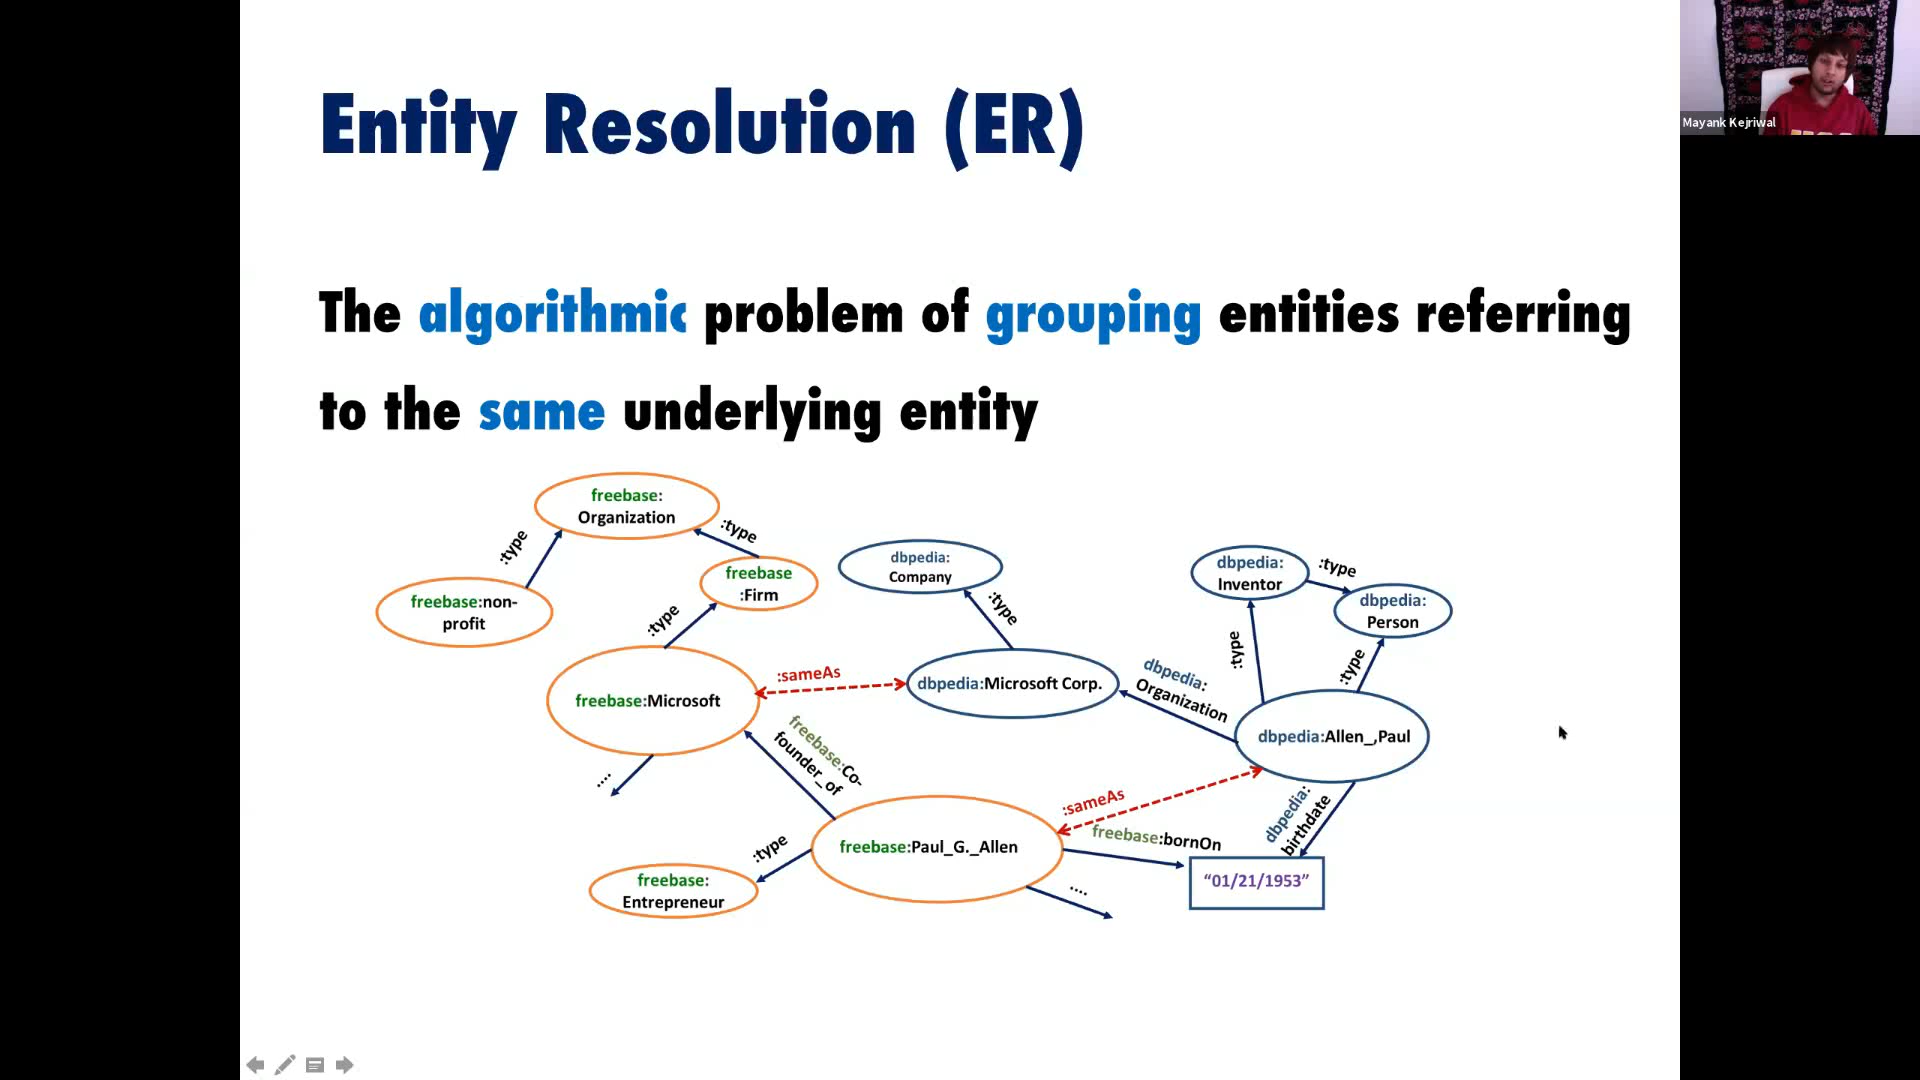 Entity Resolution (ER)
Mayank Kejriwal
The algorithmic problem of grouping entities referring
to the same underlying entity
freebase:
Organization
:type
:type
freebase
:Firm
freebase:non-
profit
:type
dbpedia:
Company
:type
dbpedia:
Inventor
:type
dbpedia:
Person
:type
:type
freebase:Microsoft
:sameAs
dbpedia:Microsoft Corp.
dbpedia:
Organization
dbpedia:Allen_,Paul
freebase:Co-
founder_of
....
:sameAs
freebase:bornOn
dbpedia:
birthdate
freebase:Paul_G._Allen
:type
freebase:
Entrepreneur
....
“01/21/1953”